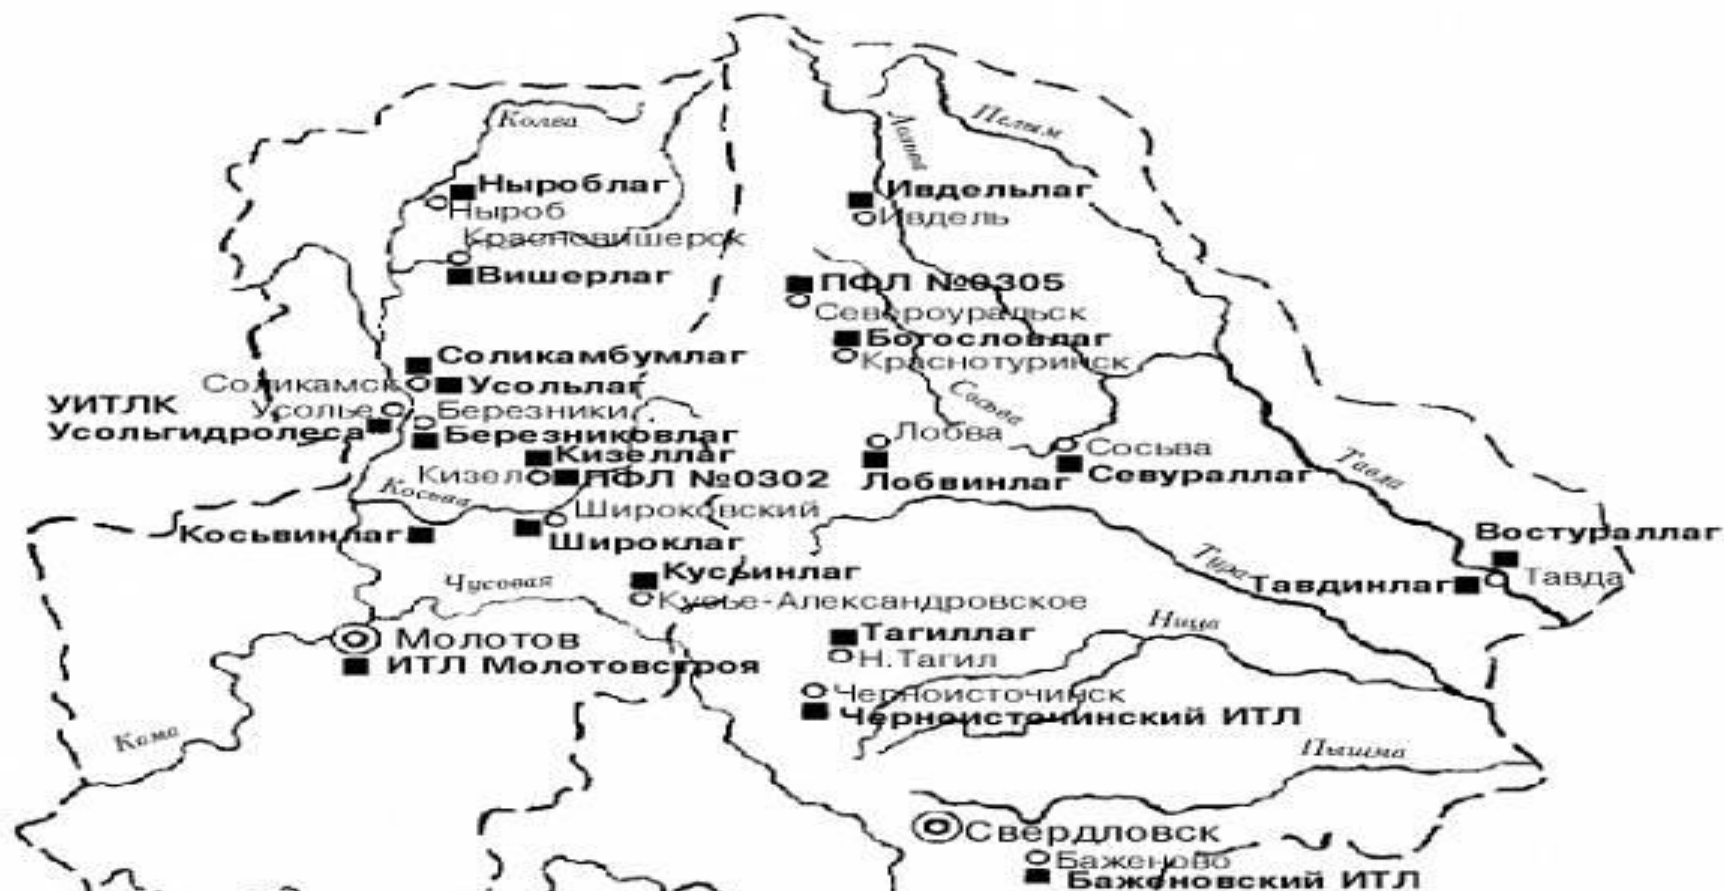 Колва
Пелым
Лозьва
Ныроблаг
Ныроб
Ивдельлаг
Ивдель
Красновишерск
Вишерлаг
ПФЛ №0305
Североуральск
Богословлаг
Краснотуринск
Соликамбумлаг
Соликамск
Усольлаг
УИТЛК
Усольгидролеса
Усолье
Березники
Березниковлаг
Сосьва
Лобва
Лобвинлаг
Сосьва
Севураллаг
Тавда
Кизеллаг
Кизел
ПФЛ №0302
Косьва
Широковский
Широклаг
Косьвинлаг
Востураллаг
Тавдинлаг
Тавда
Тура
Чусовая
Кусьинлаг
Кусье-Александровское
Ница
Молотов
ИТЛ Молотовстроя
Тагиллаг
Н.Тагил
Черноисточинск
Черноисточинский ИТЛ
Кама
Пышма
Свердловск
Баженово
Баженовский ИТЛ